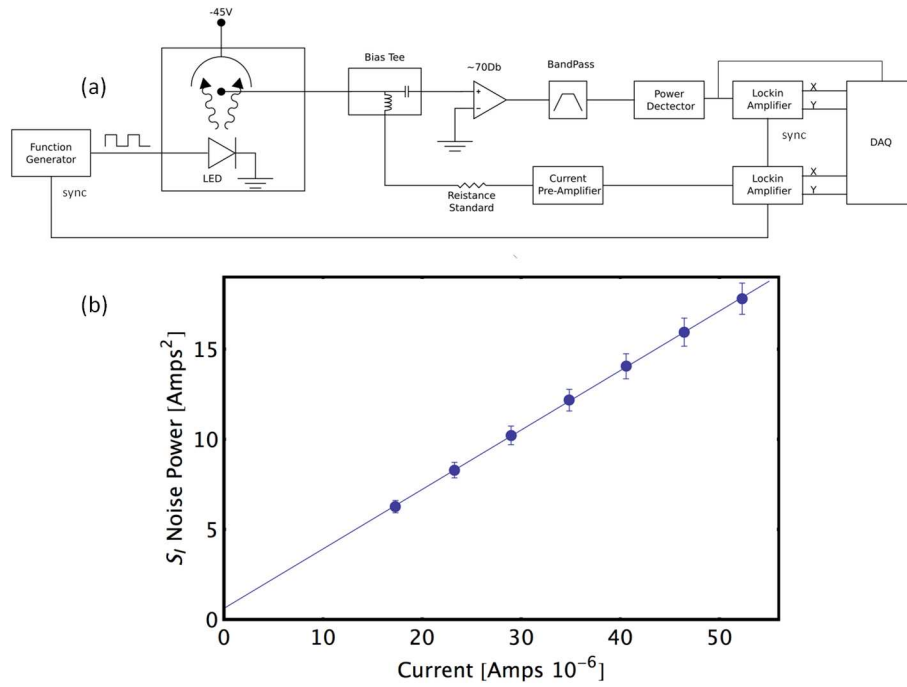 -45V
(a)
Bias Tee
~70Db
BandPass
+
-
Power
Dectector
Lockin
Amplifier
X
Y
Function
Generator
LED
sync
sync
DAQ
Reistance
Standard
Current
Pre-Amplifier
Lockin
Amplifier
X
Y
(b)
S_I Noise Power [Amps²]
15
10
5
0
0 10 20 30 40 50
Current [Amps 10⁻⁶]